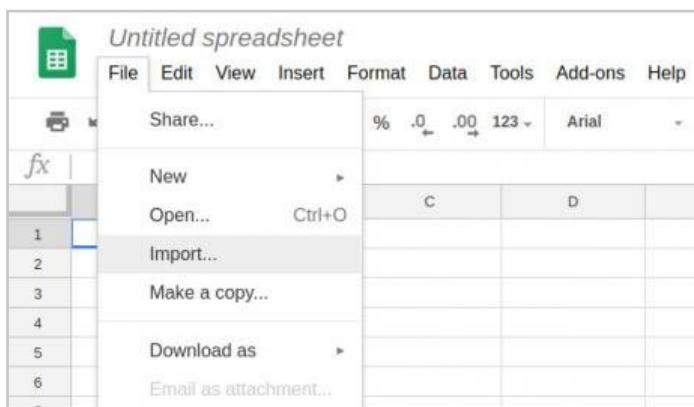 Untitled spreadsheet
File Edit View Insert Format Data Tools Add-ons Help
Share...
% .0 .00 123 Arial
fx
New
Open... Ctrl+O
C D
1
Import...
2
Make a copy...
3
4
Download as
5
Email as attachment...
6